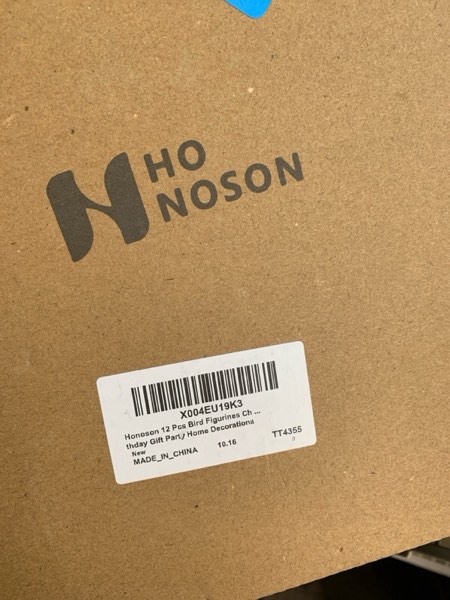 HO
NOSON
X004EU19K3
Honoson 12 Pcs Bird Figurines Ch ...
thday Gift Party Home Decorations
New
MADE_IN_CHINA 10.16 TT4355